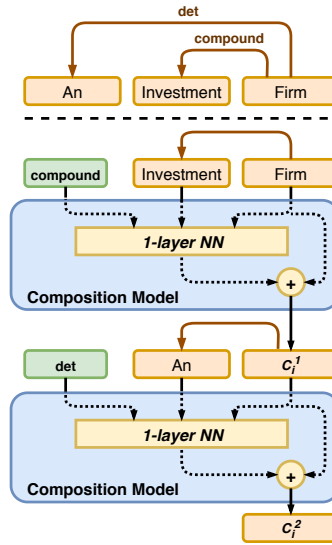 det
compound
An Investment Firm
compound Investment Firm
1-layer NN
+
Composition Model
det An C_i^1
1-layer NN
+
Composition Model
C_i^2